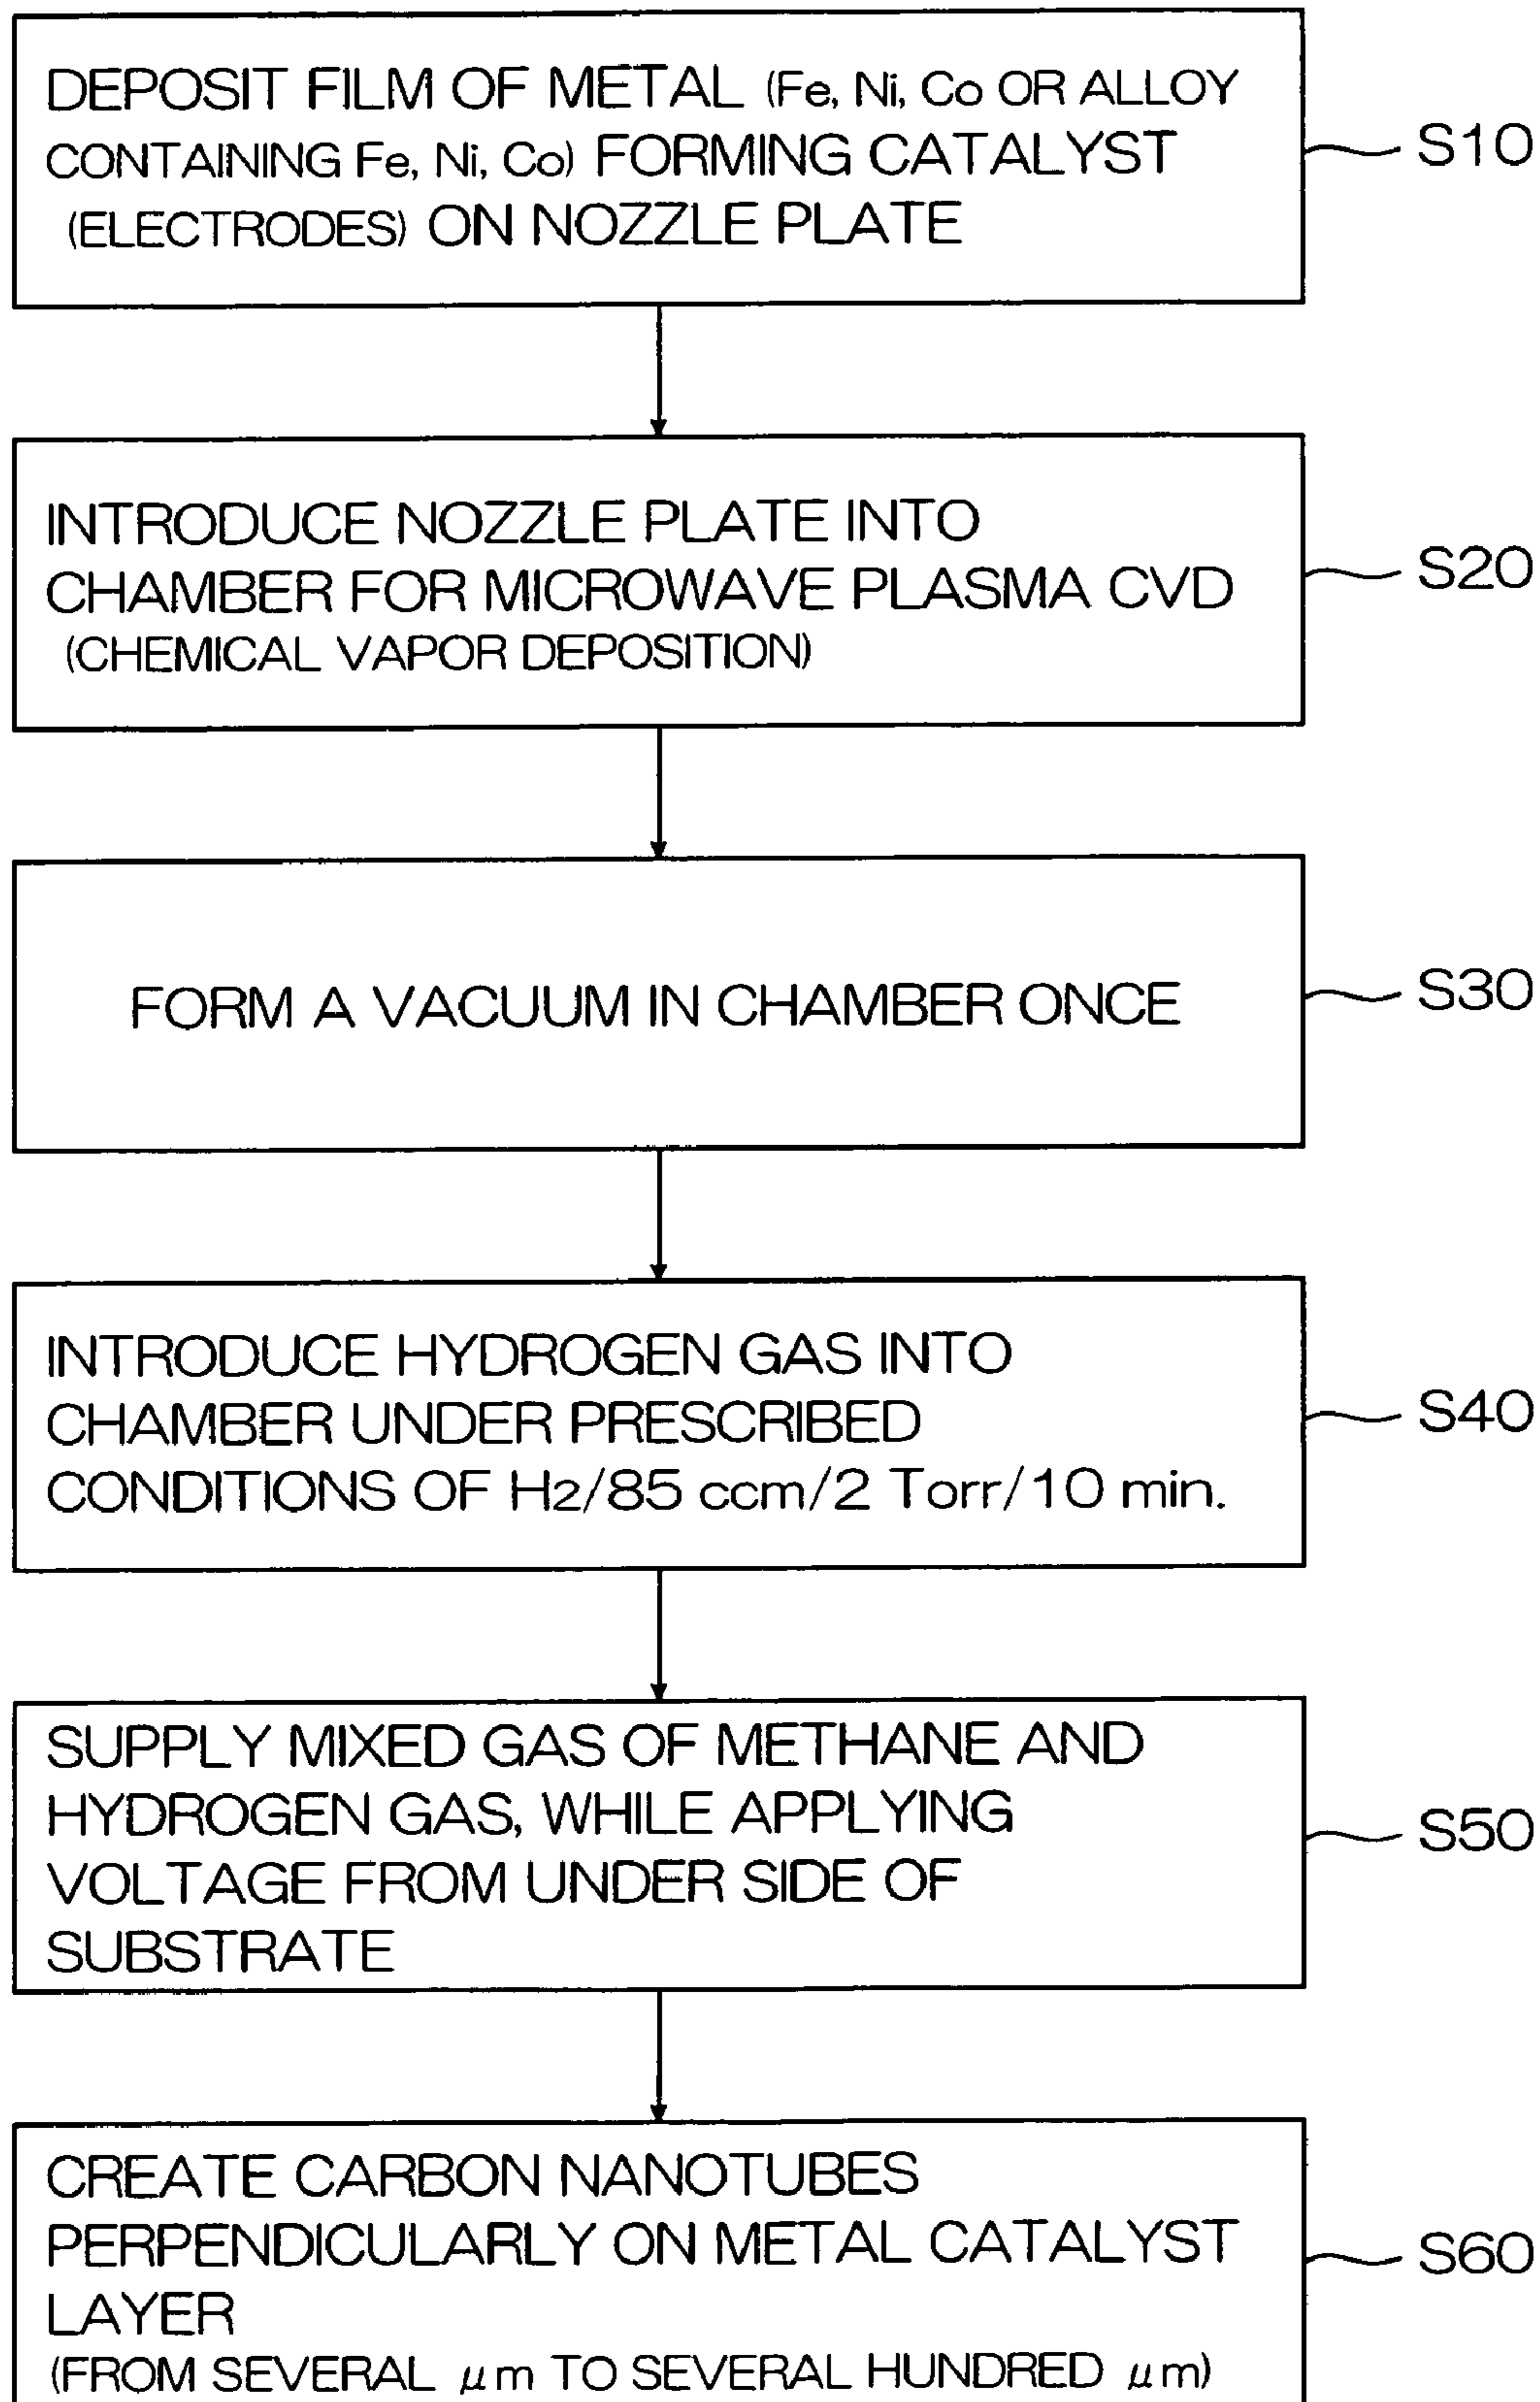 DEPOSIT FILM OF METAL (Fe, Ni, Co OR ALLOY
CONTAINING Fe, Ni, Co) FORMING CATALYST
(ELECTRODES) ON NOZZLE PLATE
S10
INTRODUCE NOZZLE PLATE INTO
CHAMBER FOR MICROWAVE PLASMA CVD
(CHEMICAL VAPOR DEPOSITION)
S20
FORM A VACUUM IN CHAMBER ONCE
S30
INTRODUCE HYDROGEN GAS INTO
CHAMBER UNDER PRESCRIBED
CONDITIONS OF H2/85 ccm/2 Torr/10 min.
S40
SUPPLY MIXED GAS OF METHANE AND
HYDROGEN GAS, WHILE APPLYING
VOLTAGE FROM UNDER SIDE OF
SUBSTRATE
S50
CREATE CARBON NANOTUBES
PERPENDICULARLY ON METAL CATALYST
LAYER
(FROM SEVERAL μm TO SEVERAL HUNDRED μm)
S60